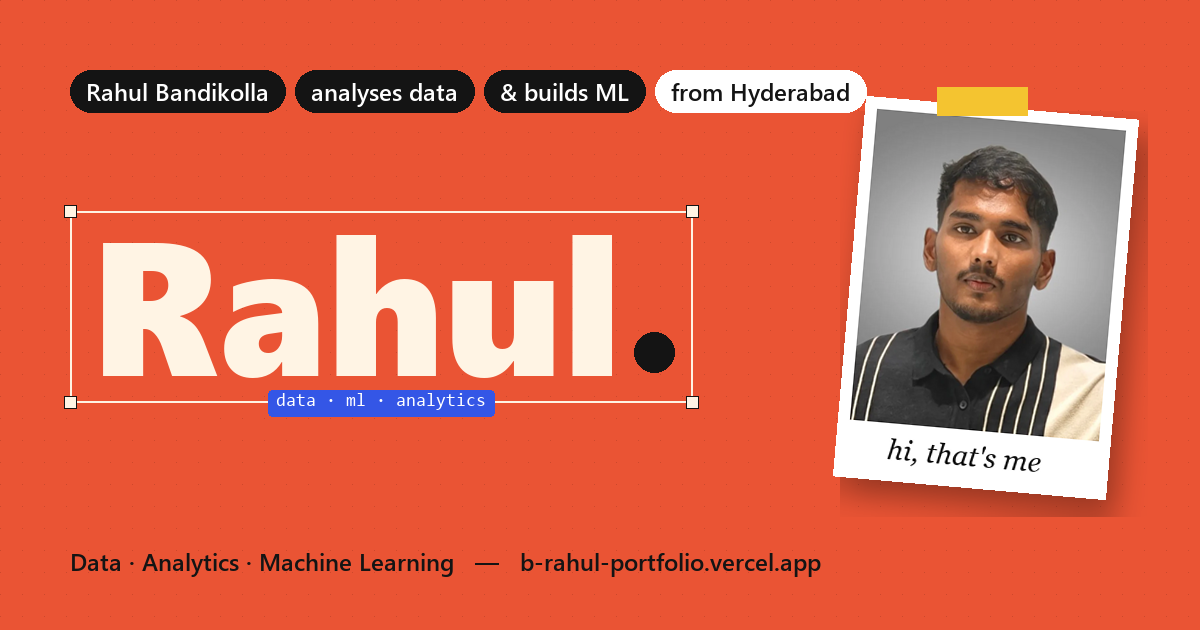 Rahul Bandikolla analyses data & builds ML from Hyderabad
Rahul.
data · ml · analytics
hi, that's me
Data · Analytics · Machine Learning — b-rahul-portfolio.vercel.app